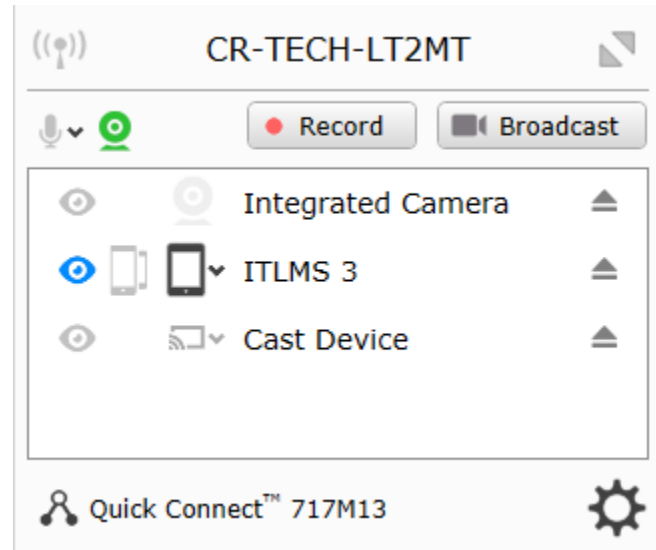 CR-TECH-LT2MT
Record Broadcast
Integrated Camera
ITLMS 3
Cast Device
Quick Connect™ 717M13